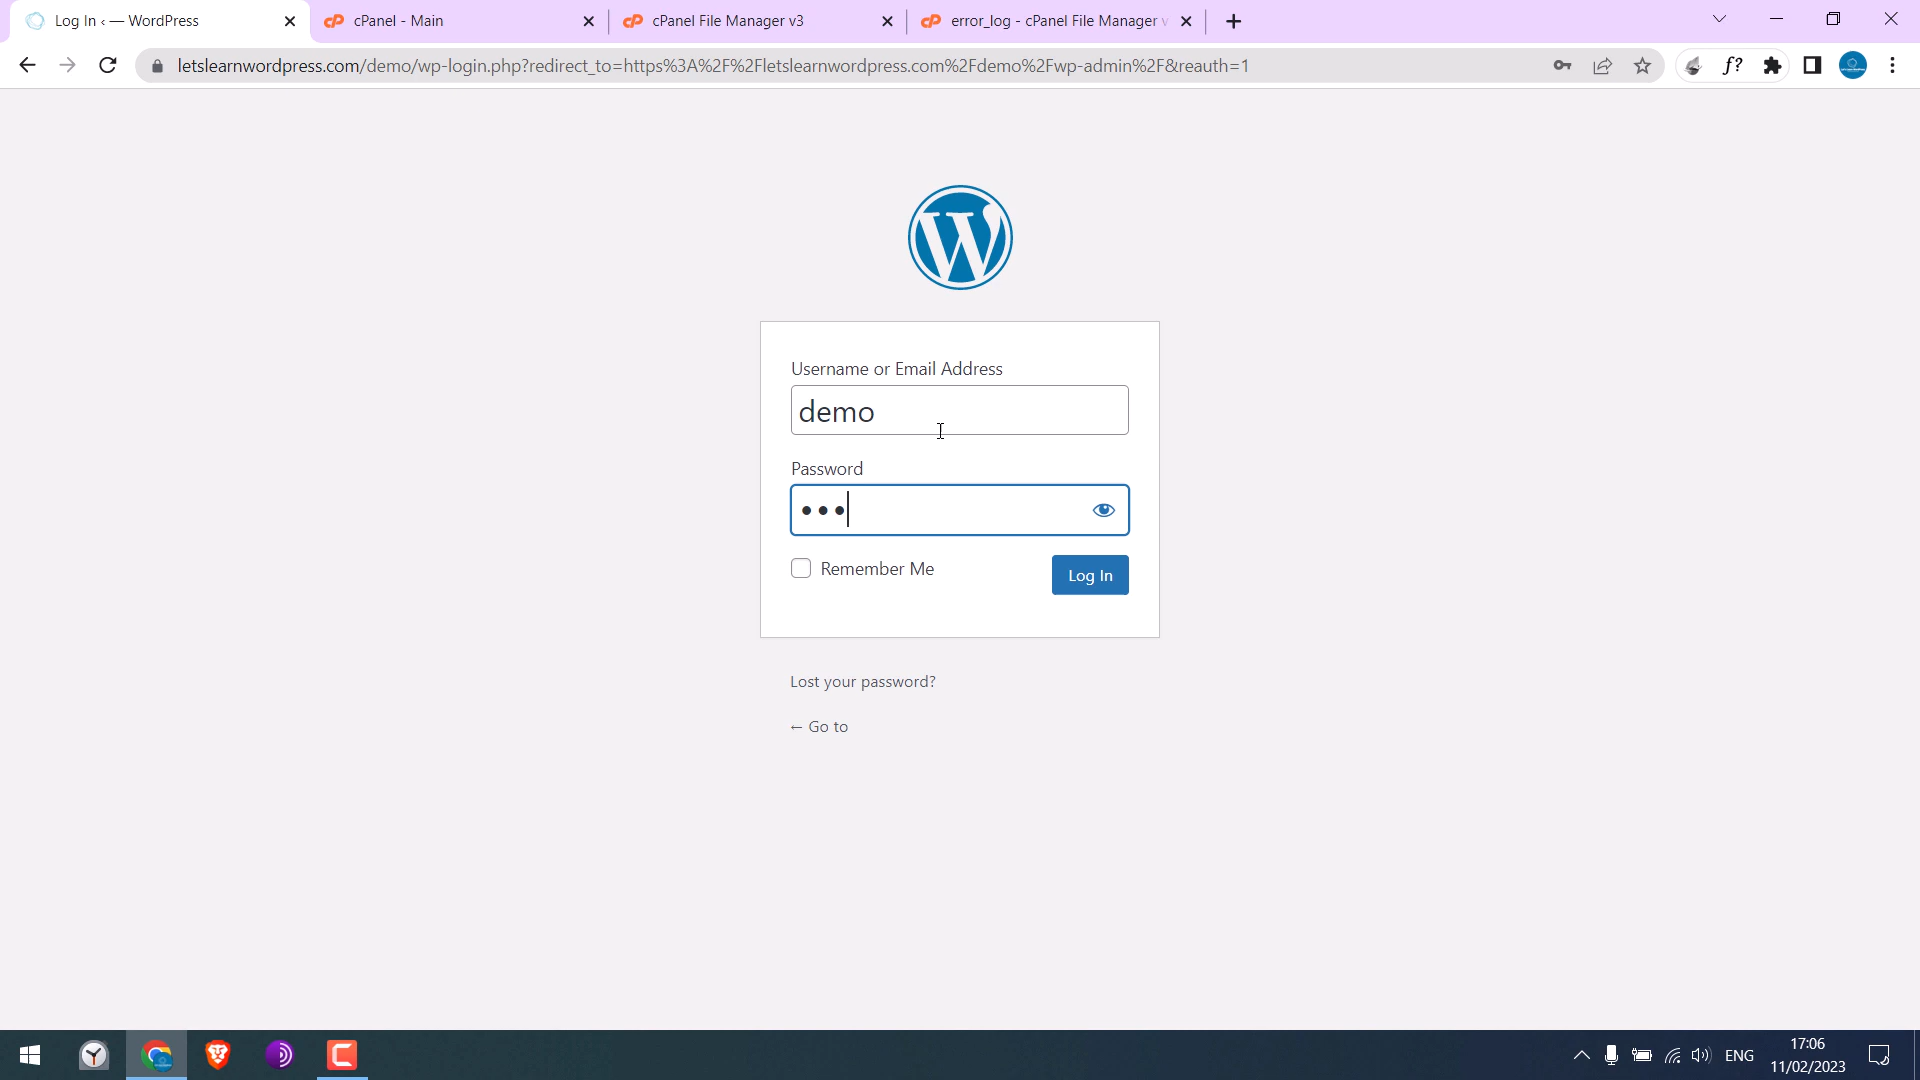 Log In ‹ — WordPress
cPanel - Main
cPanel File Manager v3
error_log - cPanel File Manager v
letslearnwordpress.com/demo/wp-login.php?redirect_to=https%3A%2F%2Fletslearnwordpress.com%2Fdemo%2Fwp-admin%2F&reauth=1
f?
Username or Email Address
demo
Password
Remember Me
Log In
Lost your password?
← Go to
ENG
17:06
11/02/2023